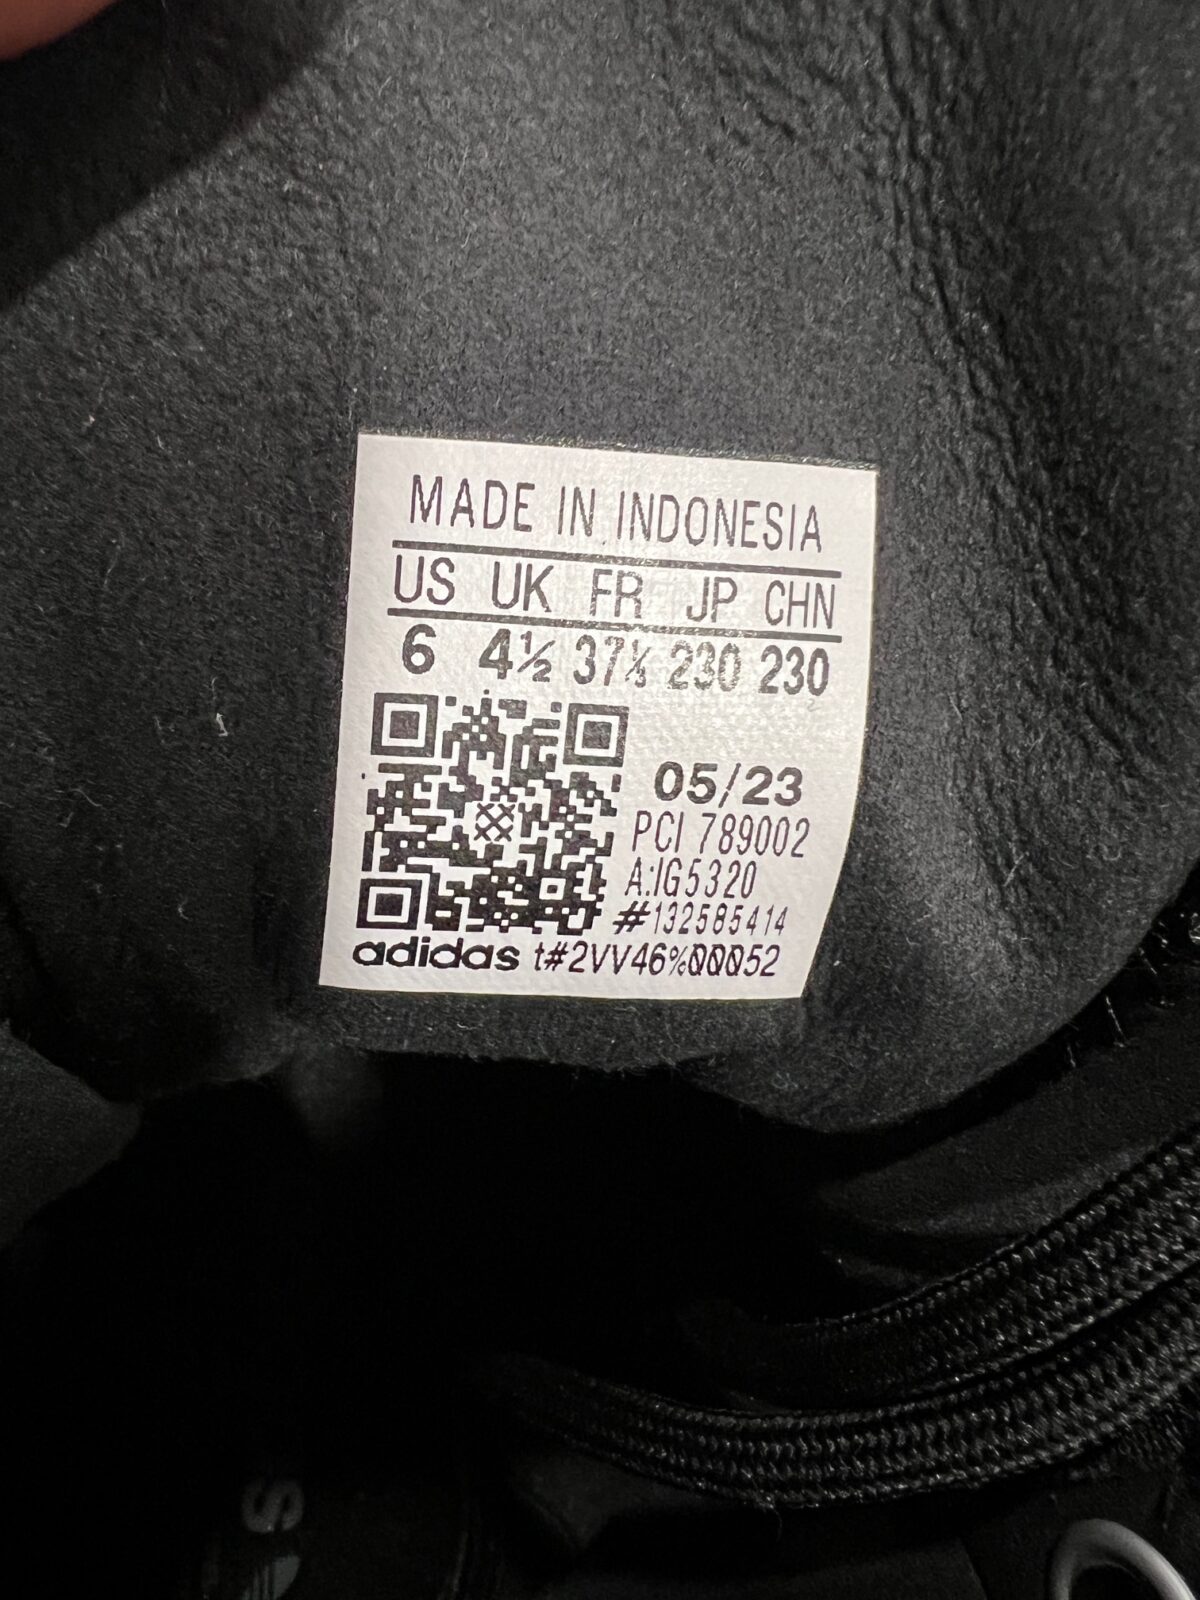 MADE IN INDONESIA
US UK FR JP CHN
6 4½ 37⅓ 230 230
05/23
PCI 789002
A:IG5320
#132585414
adidas t#2VV46%00052
S